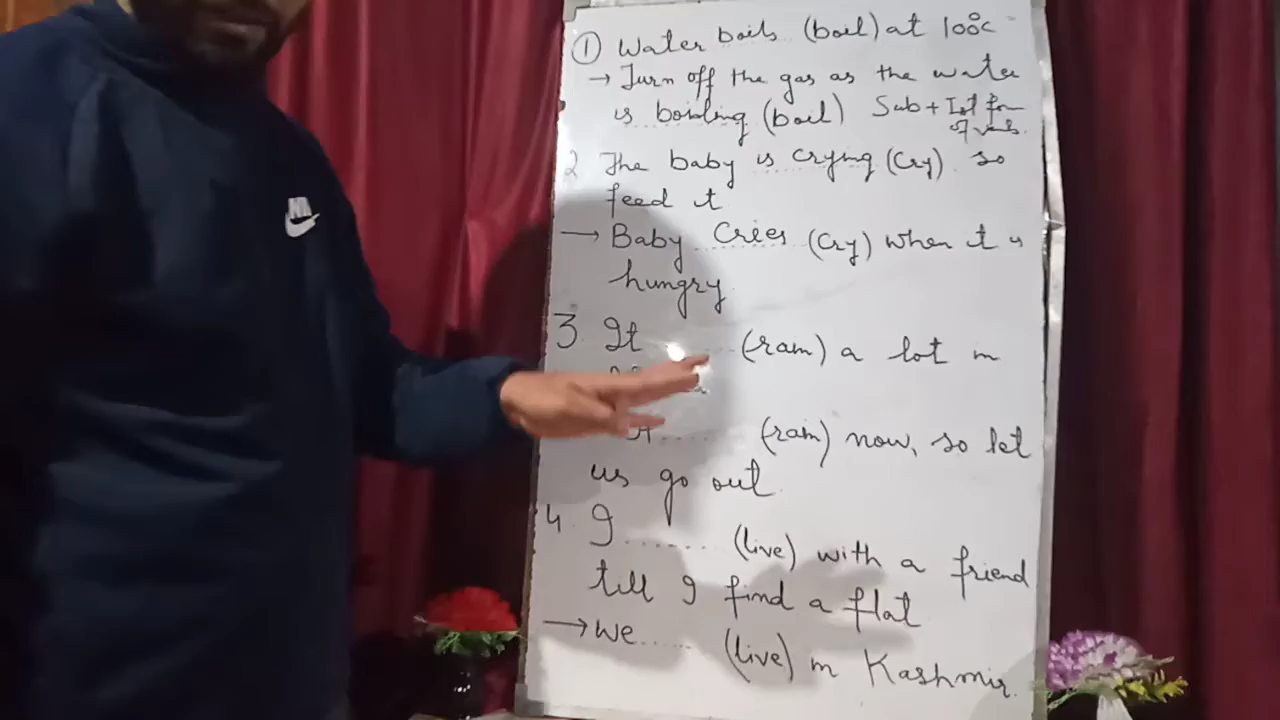 ① Water boils (boil) at 100°c
→ Turn off the gas as the water
is boiling (boil) Sub + Ist form
of verb.
2 The baby is crying (Cry). so
feed it
→ Baby Cries (Cry) when it is
hungry.
3. It ...... (rain) a lot in
It ...... (rain) now, so let
us go out.
4. I ...... (live) with a friend
till I find a flat
→ We ...... (live) in Kashmir.